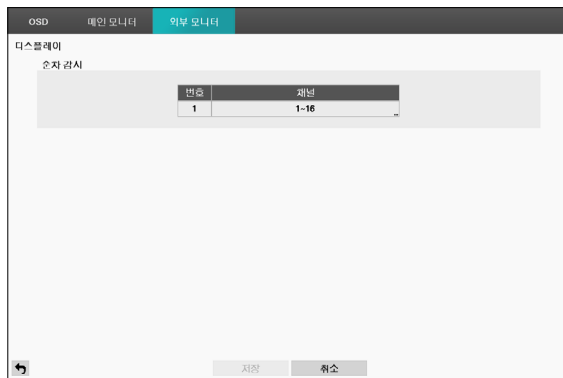 OSD 메인 모니터 외부 모니터
디스플레이
순차 감시
번호 채널
1 1~16 ...
저장 취소